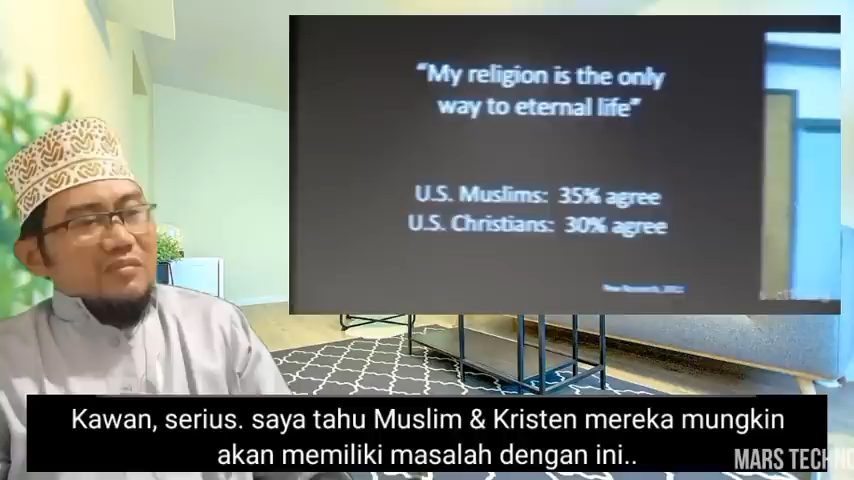 “My religion is the only
way to eternal life”
U.S. Muslims: 35% agree
U.S. Christians: 30% agree
Kawan, serius. saya tahu Muslim & Kristen mereka mungkin
akan memiliki masalah dengan ini..
MARS TECHNO